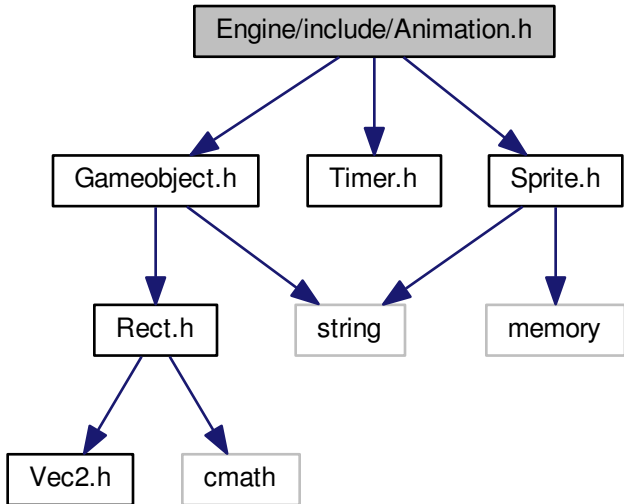 Engine/include/Animation.h
Gameobject.h
Timer.h
Sprite.h
Rect.h
string
memory
Vec2.h
cmath